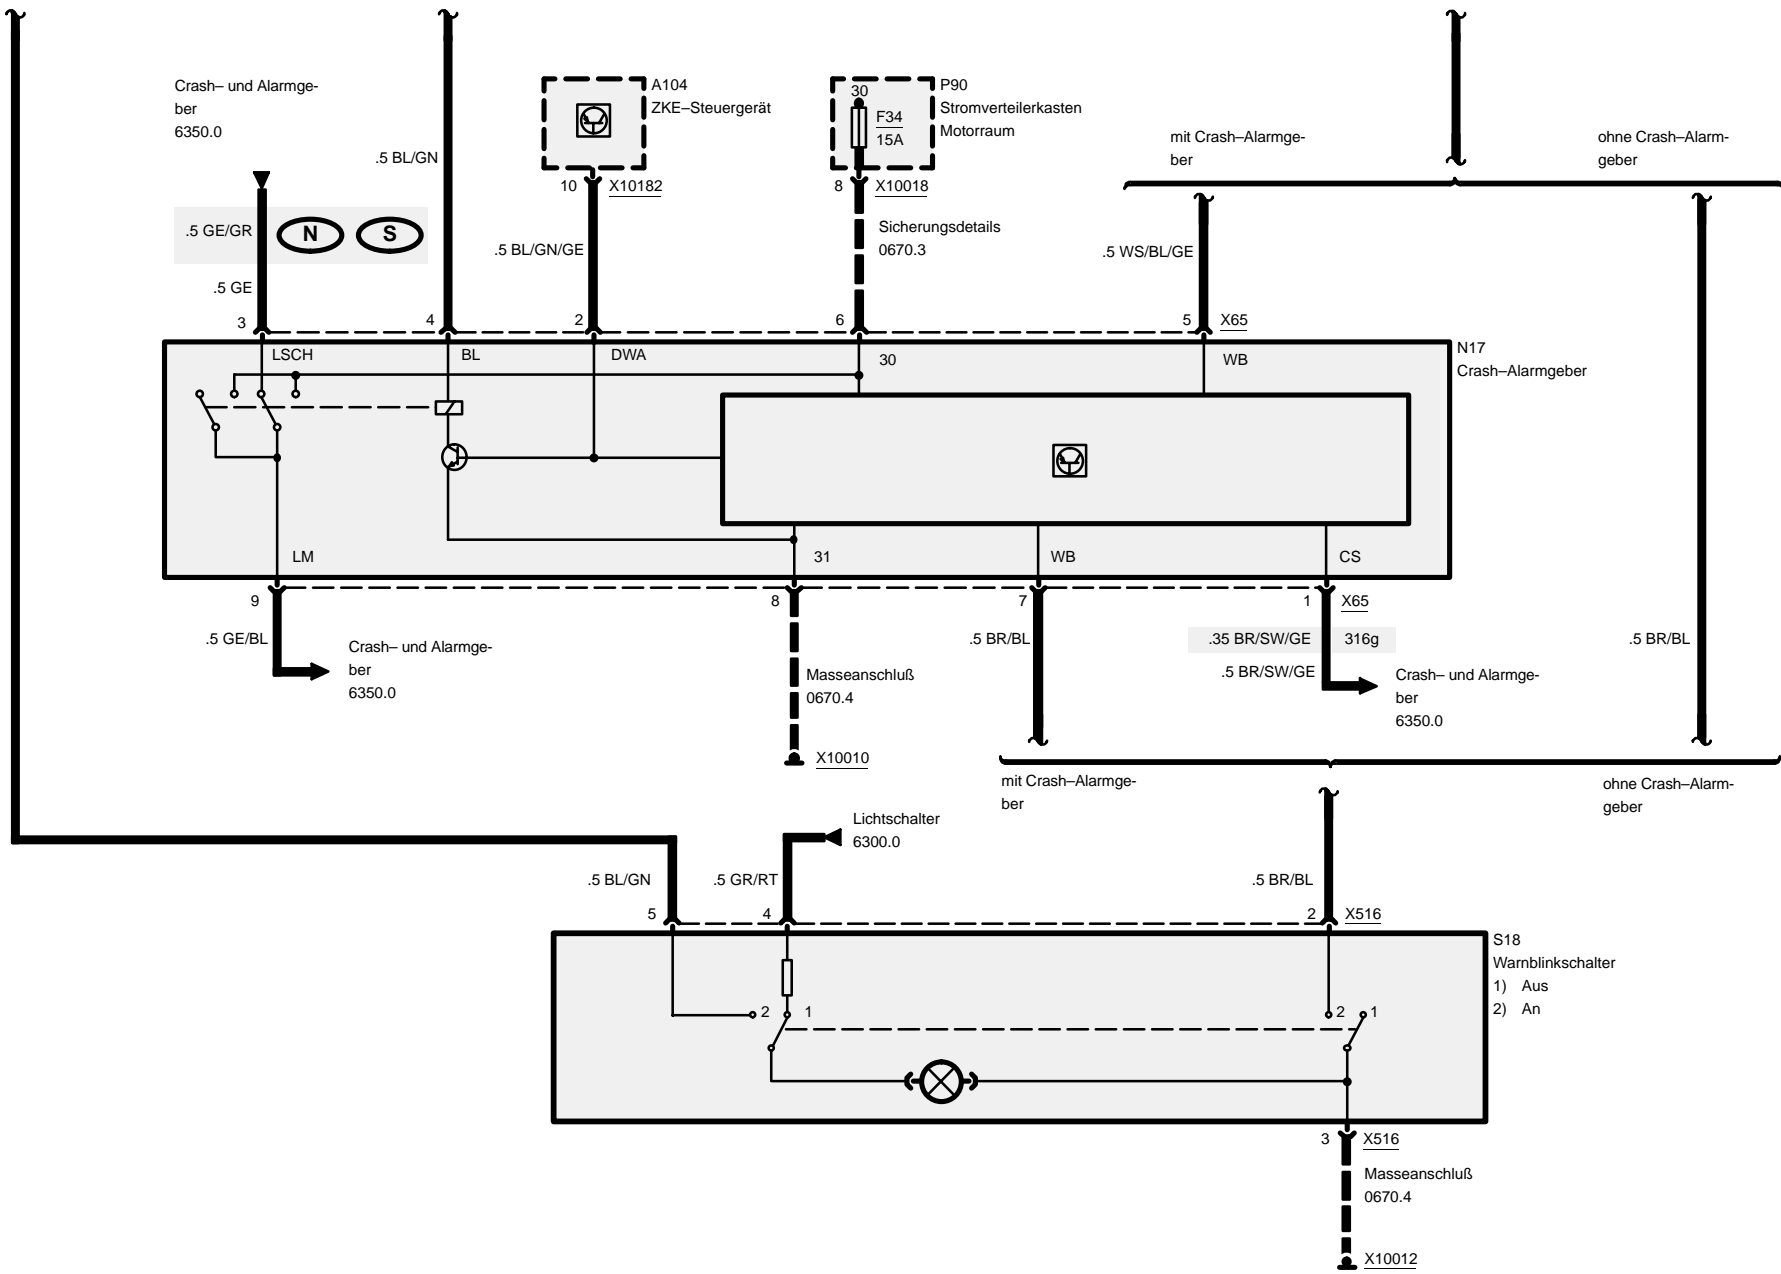 Crash– und Alarmge-
ber
6350.0
.5 BL/GN
A104
ZKE–Steuergerät
10 X10182
30
F34
15A
P90
Stromverteilerkasten
Motorraum
8 X10018
mit Crash–Alarmge-
ber
ohne Crash–Alarm-
geber
.5 GE/GR
N
S
.5 GE
.5 BL/GN/GE
Sicherungsdetails
0670.3
.5 WS/BL/GE
3
4
2
6
5
X65
LSCH
BL
DWA
30
WB
N17
Crash–Alarmgeber
LM
31
WB
CS
9
8
7
1
X65
.5 GE/BL
Crash– und Alarmge-
ber
6350.0
Masseanschluß
0670.4
X10010
.5 BR/BL
.35 BR/SW/GE
316g
.5 BR/SW/GE
Crash– und Alarmge-
ber
6350.0
.5 BR/BL
mit Crash–Alarmge-
ber
ohne Crash–Alarm-
geber
Lichtschalter
6300.0
.5 BL/GN
.5 GR/RT
.5 BR/BL
5
4
2
X516
S18
Warnblinkschalter
1) Aus
2) An
2
1
2
1
3
X516
Masseanschluß
0670.4
X10012